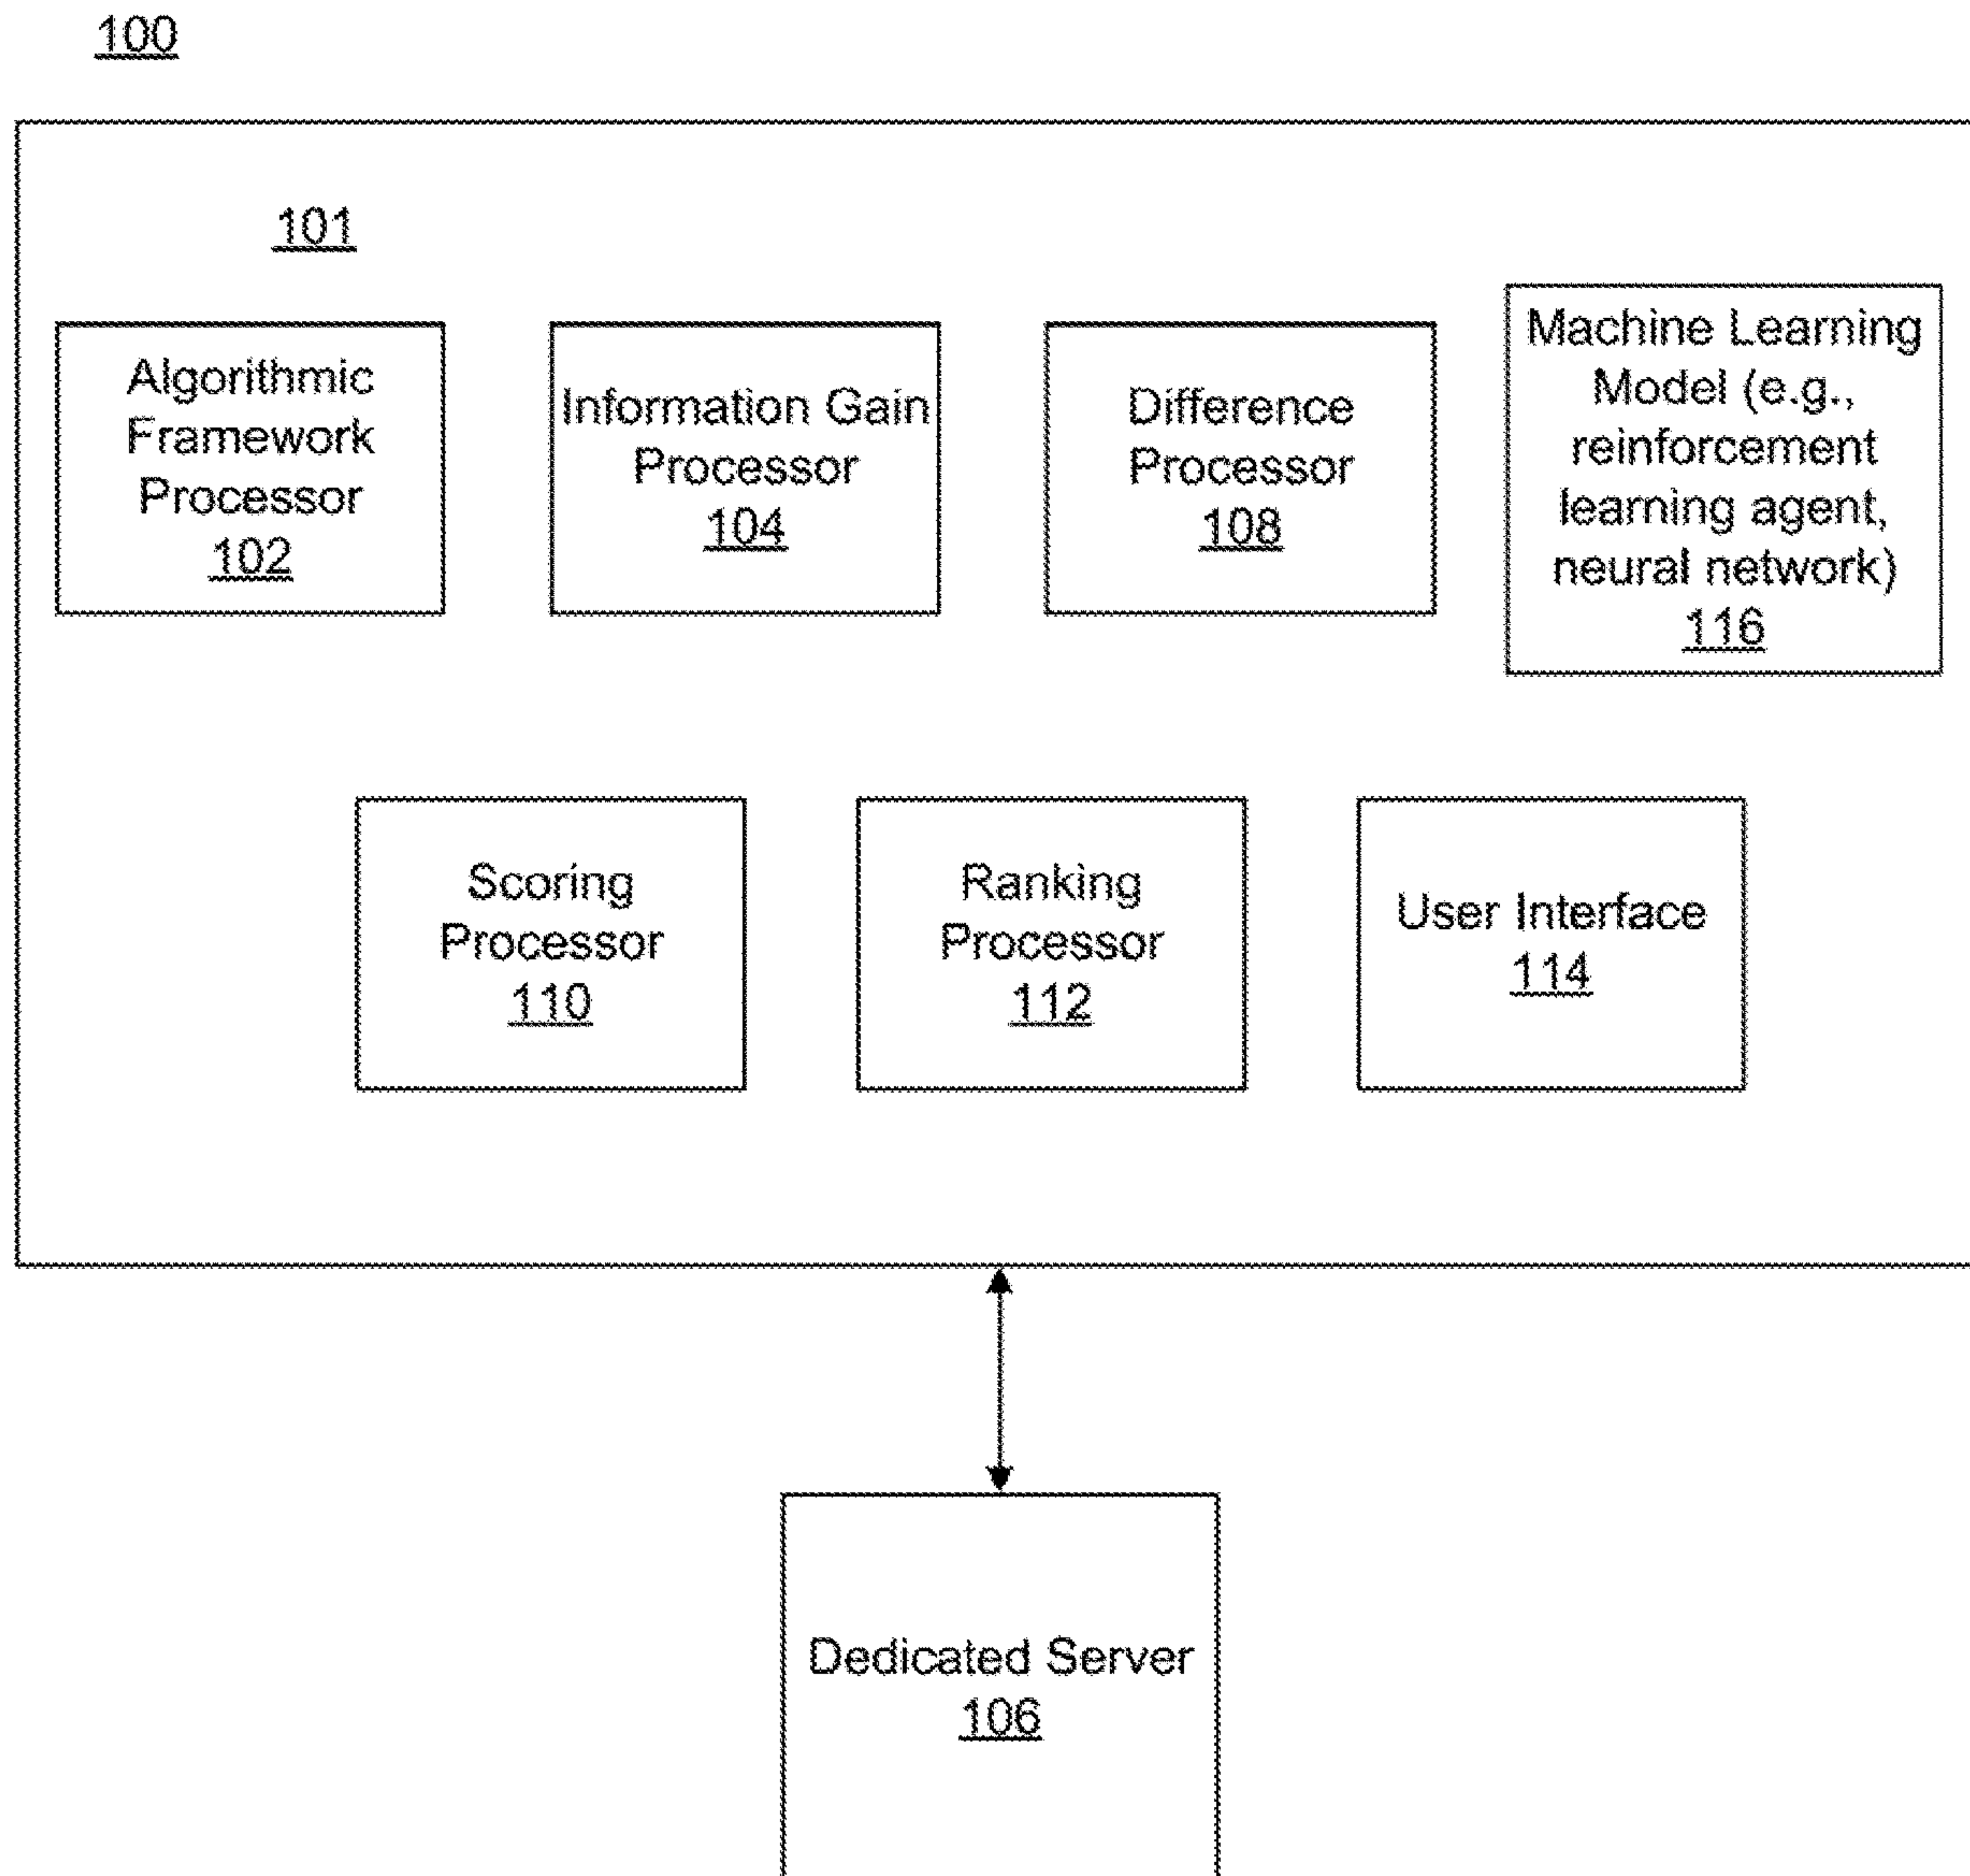 100
101
Algorithmic
Framework
Processor
102
Information Gain
Processor
104
Difference
Processor
108
Machine Learning
Model (e.g.,
reinforcement
learning agent,
neural network)
116
Scoring
Processor
110
Ranking
Processor
112
User Interface
114
Dedicated Server
106